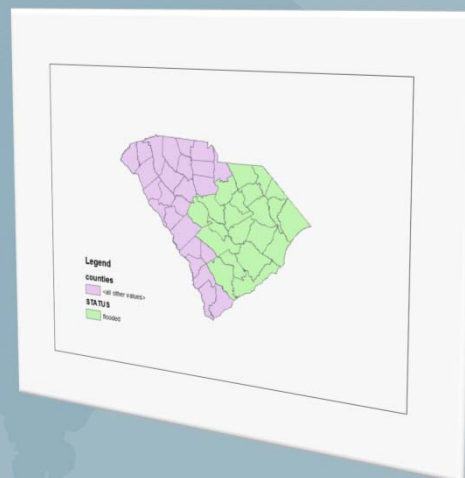 Legend
counties
<all other values>
STATUS
flooded